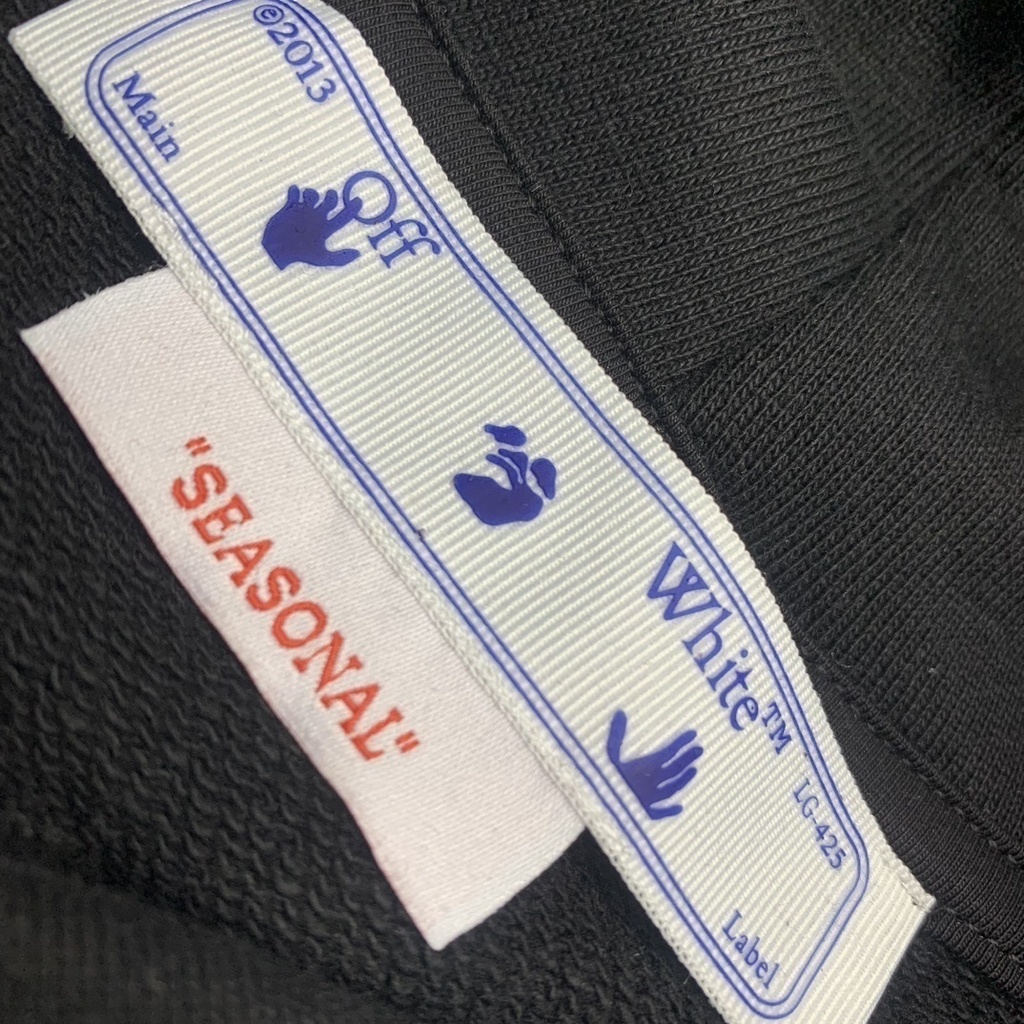 ©2013
Main
Off
White™
LG-425
Label
"SEASONAL"